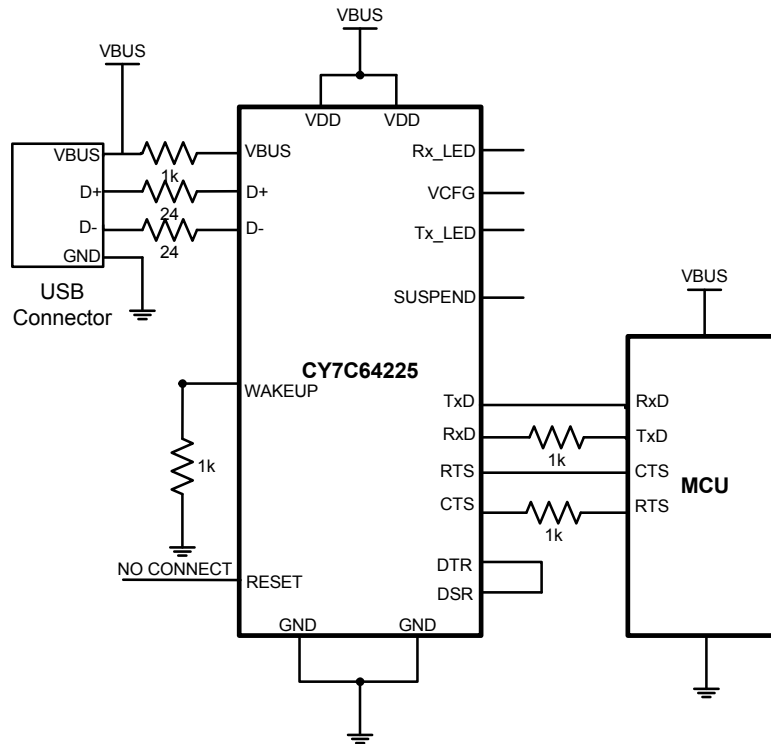 VBUS
VBUS
VDD VDD
VBUS
1k
VBUS
Rx_LED
D+
24
D+
VCFG
D-
24
D-
Tx_LED
GND
USB
Connector
SUSPEND
VBUS
CY7C64225
WAKEUP
1k
TxD
RxD
RxD
1k
TxD
RTS
CTS
CTS
1k
RTS
MCU
NO CONNECT
RESET
DTR
DSR
GND GND